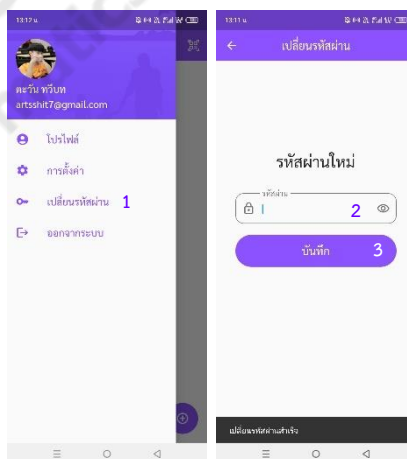 13:12 น.
ตะวัน ทวีบท
artsshit7@gmail.com
โปรไฟล์
การตั้งค่า
เปลี่ยนรหัสผ่าน 1
ออกจากระบบ
13:11 น.
เปลี่ยนรหัสผ่าน
รหัสผ่านใหม่
รหัสผ่าน
2
บันทึก 3
เปลี่ยนรหัสผ่านสำเร็จ